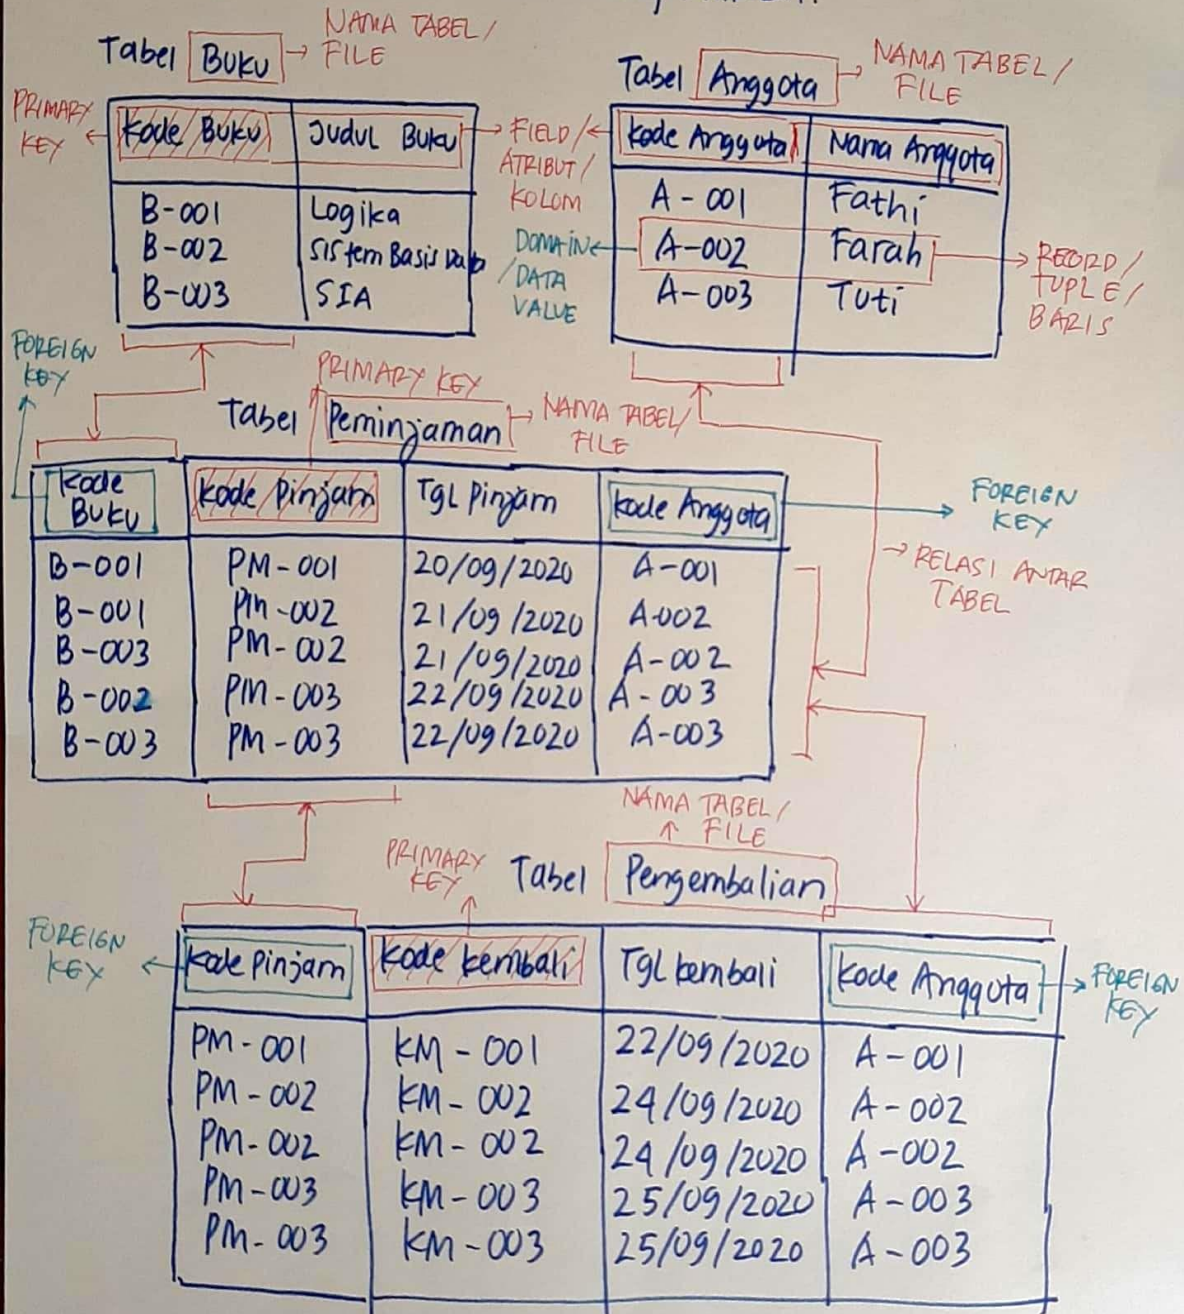 Tabel Buku
NAMA TABEL /
FILE
PRIMARY
KEY
Kode Buku Judul Buku
B-001 Logika
B-002 Sistem Basis Data
B-003 SIA
FIELD /
ATRIBUT /
KOLOM
DOMAIN
/DATA
VALUE
Tabel Anggota
NAMA TABEL /
FILE
Kode Anggota Nama Anggota
A-001 Fathi
A-002 Farah
A-003 Tuti
RECORD /
TUPLE /
BARIS
FOREIGN
KEY
PRIMARY KEY
Tabel Peminjaman
NAMA TABEL/
FILE
Kode
Buku
Kode Pinjam Tgl Pinjam Kode Anggota
B-001 PM-001 20/09/2020 A-001
B-001 PM-002 21/09/2020 A-002
B-003 PM-002 21/09/2020 A-002
B-002 PM-003 22/09/2020 A-003
B-003 PM-003 22/09/2020 A-003
FOREIGN
KEY
RELASI ANTAR
TABEL
NAMA TABEL /
FILE
PRIMARY
KEY
Tabel Pengembalian
FOREIGN
KEY
Kode Pinjam Kode Kembali Tgl kembali Kode Anggota
FOREIGN
KEY
PM-001 KM-001 22/09/2020 A-001
PM-002 KM-002 24/09/2020 A-002
PM-002 KM-002 24/09/2020 A-002
PM-003 KM-003 25/09/2020 A-003
PM-003 KM-003 25/09/2020 A-003